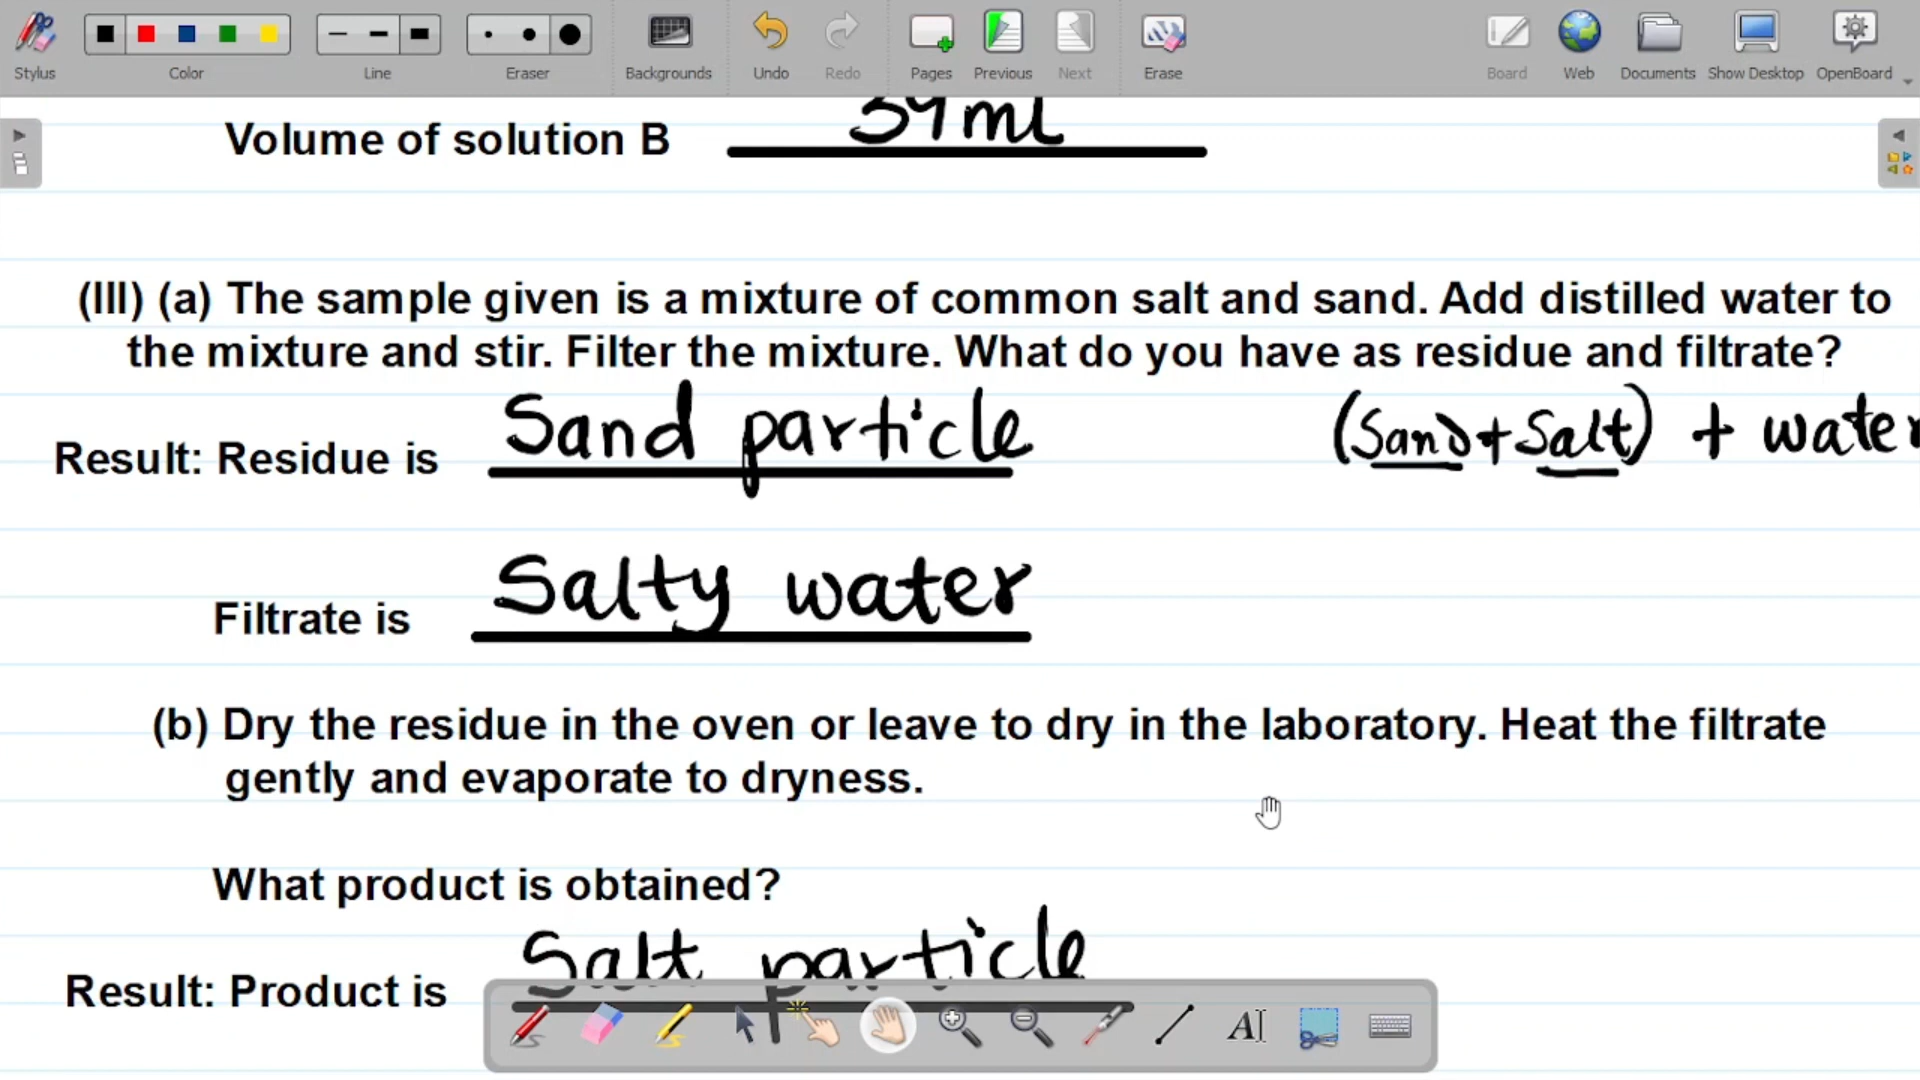 Stylus Color Line Eraser Backgrounds Undo Redo Pages Previous Next Erase Board Web Documents Show Desktop OpenBoard
Volume of solution B 34ml
(III) (a) The sample given is a mixture of common salt and sand. Add distilled water to
the mixture and stir. Filter the mixture. What do you have as residue and filtrate?
Result: Residue is Sand particle (Sand+Salt) + water
Filtrate is Salty water
(b) Dry the residue in the oven or leave to dry in the laboratory. Heat the filtrate
gently and evaporate to dryness.
What product is obtained?
Result: Product is Salt particle